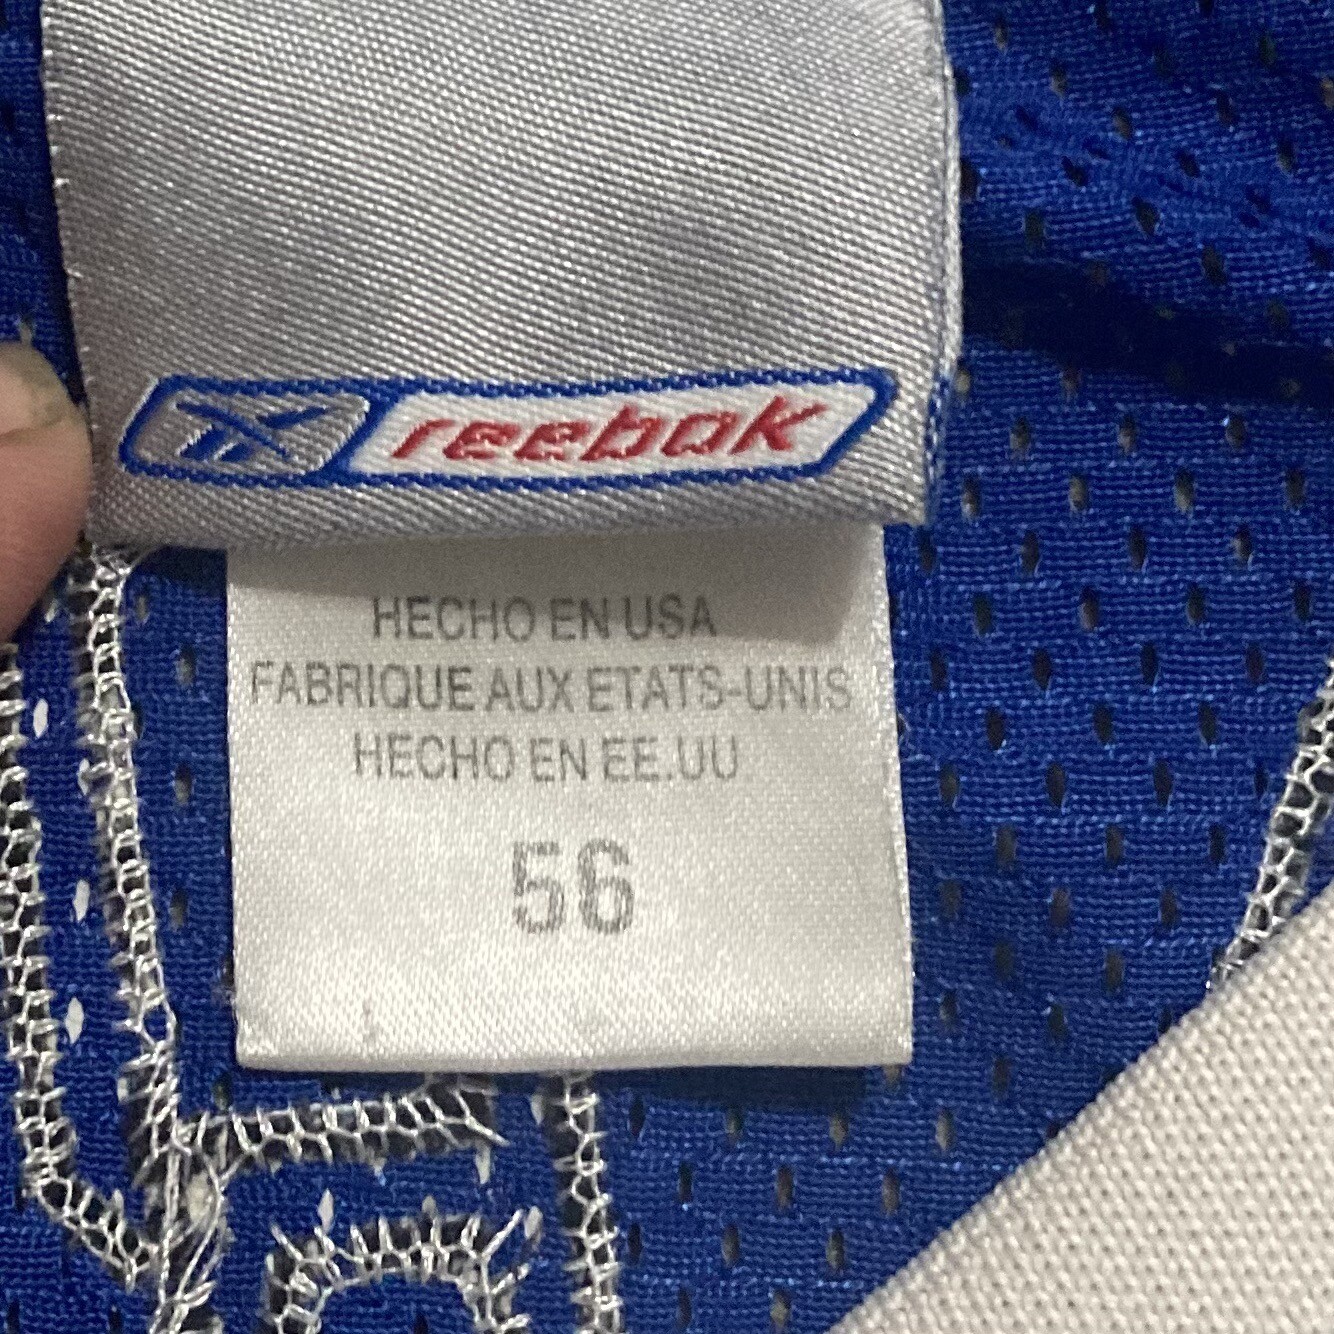 reebok
HECHO EN USA
FABRIQUE AUX ETATS-UNIS
HECHO EN EE.UU
56